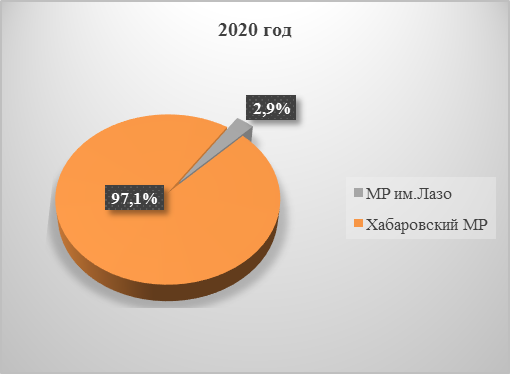 2020 год
2,9%
97,1%
МР им.Лазо
Хабаровский МР